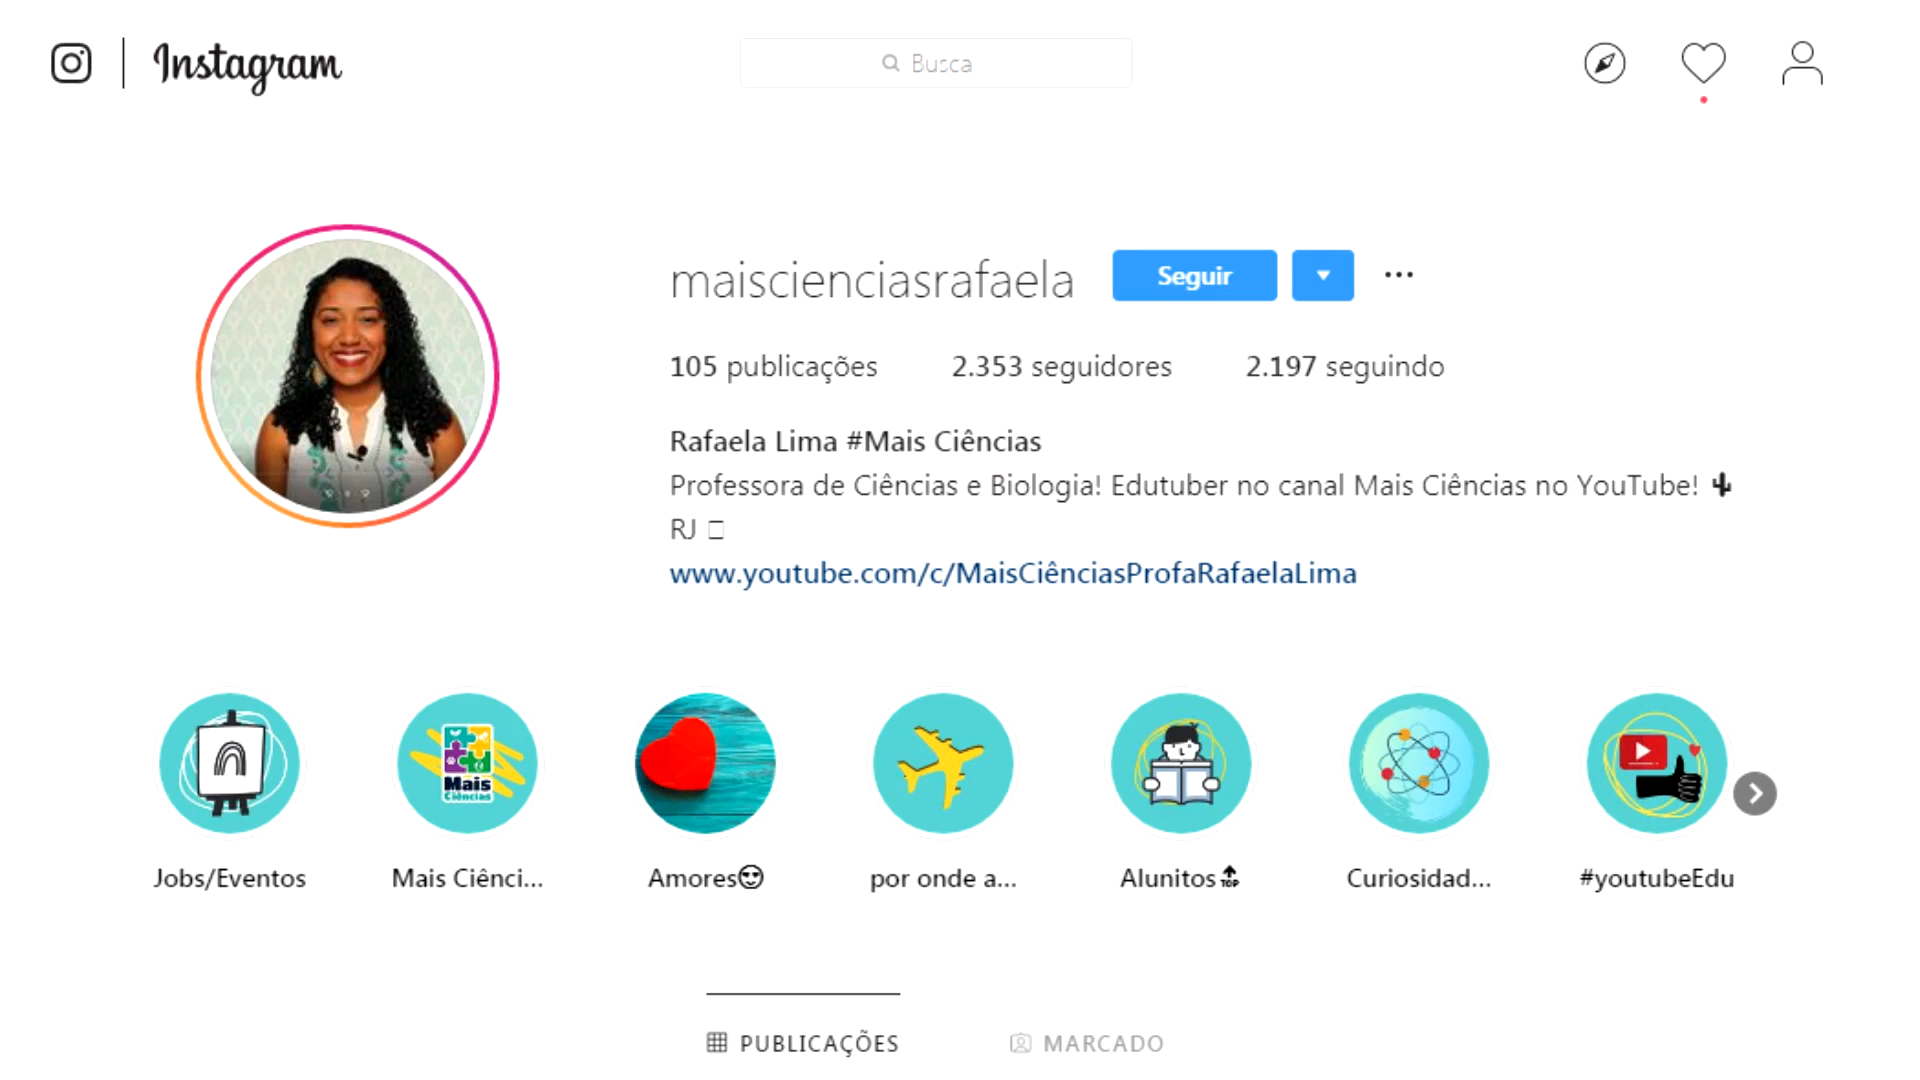 Instagram
Busca
maiscienciasrafaela Seguir
105 publicações 2.353 seguidores 2.197 seguindo
Rafaela Lima #Mais Ciências
Professora de Ciências e Biologia! Edutuber no canal Mais Ciências no YouTube! 🌵
RJ
www.youtube.com/c/MaisCiênciasProfaRafaelaLima
Mais
Ciências
Jobs/Eventos Mais Ciênci... Amores😍 por onde a... Alunitos🔝 Curiosidad... #youtubeEdu
PUBLICAÇÕES MARCADO